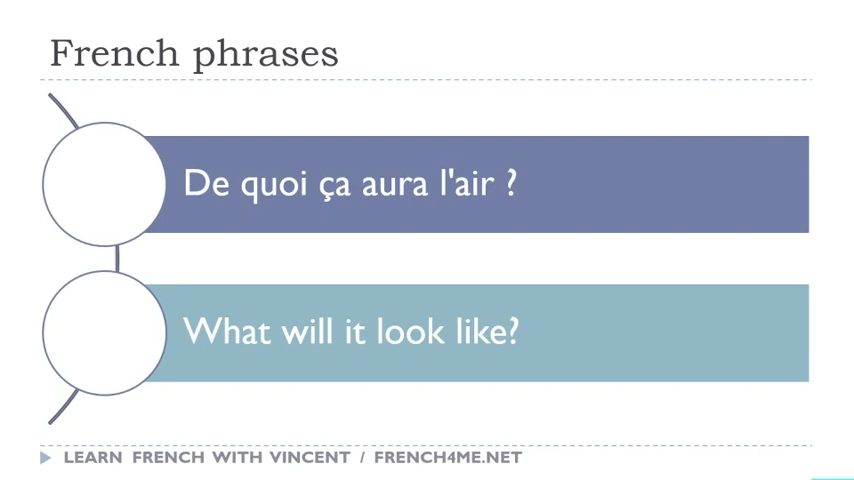 French phrases
De quoi ça aura l'air ?
What will it look like?
LEARN FRENCH WITH VINCENT / FRENCH4ME.NET